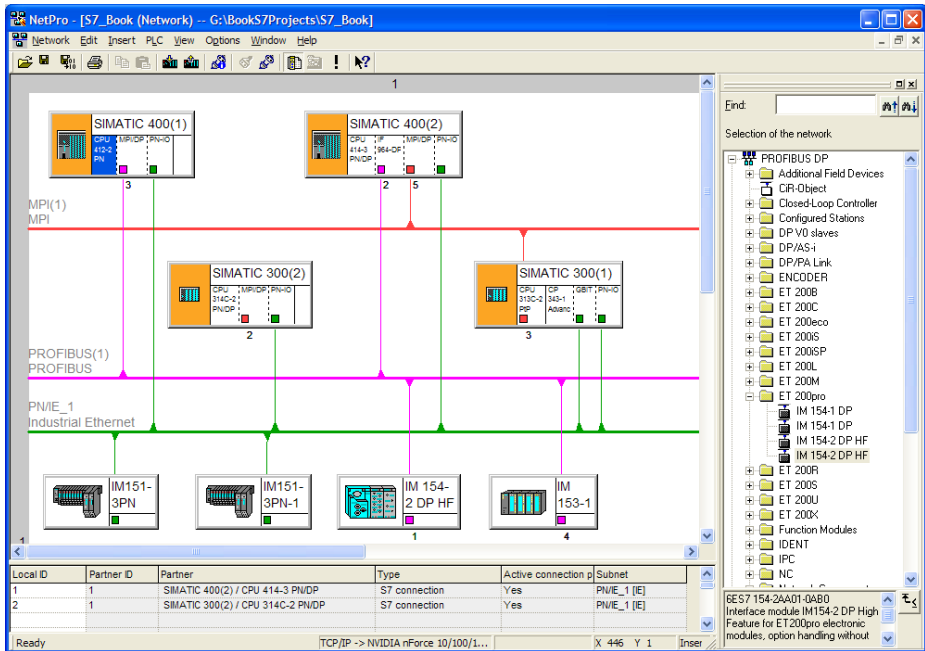 NetPro - [S7_Book (Network) -- G:\BookS7Projects\S7_Book]
Network Edit Insert PLC View Options Window Help
1
SIMATIC 400(1)
CPU 412-2 PN
MPI/DP
PN-IO
3
SIMATIC 400(2)
CPU 414-3 PN/DP
IF 964-DP
MPI/DP
PN-IO
2 5
MPI(1)
MPI
SIMATIC 300(2)
CPU 314C-2 PN/DP
MPI/DP
PN-IO
2
SIMATIC 300(1)
CPU 313C-2 PtP
CP 343-1 Advanc
GBIT
PN-IO
3
PROFIBUS(1)
PROFIBUS
PN/IE_1
Industrial Ethernet
IM151-
3PN
IM151-
3PN-1
IM 154-
2 DP HF
1
IM
153-1
4
1
Local ID Partner ID Partner Type Active connection p Subnet
1 1 SIMATIC 400(2) / CPU 414-3 PN/DP S7 connection Yes PN/IE_1 [IE]
2 1 SIMATIC 300(2) / CPU 314C-2 PN/DP S7 connection Yes PN/IE_1 [IE]
Ready TCP/IP -> NVIDIA nForce 10/100/1... X 446 Y 1 Inser
Find:
Selection of the network
PROFIBUS DP
Additional Field Devices
CiR-Object
Closed-Loop Controller
Configured Stations
DP V0 slaves
DP/AS-i
DP/PA Link
ENCODER
ET 200B
ET 200C
ET 200eco
ET 200iS
ET 200iSP
ET 200L
ET 200M
ET 200pro
IM 154-1 DP
IM 154-1 DP
IM 154-2 DP HF
IM 154-2 DP HF
ET 200R
ET 200S
ET 200U
ET 200X
Function Modules
IDENT
IPC
NC
6ES7 154-2AA01-0AB0
Interface module IM154-2 DP High
Feature for ET200pro electronic
modules, option handling without